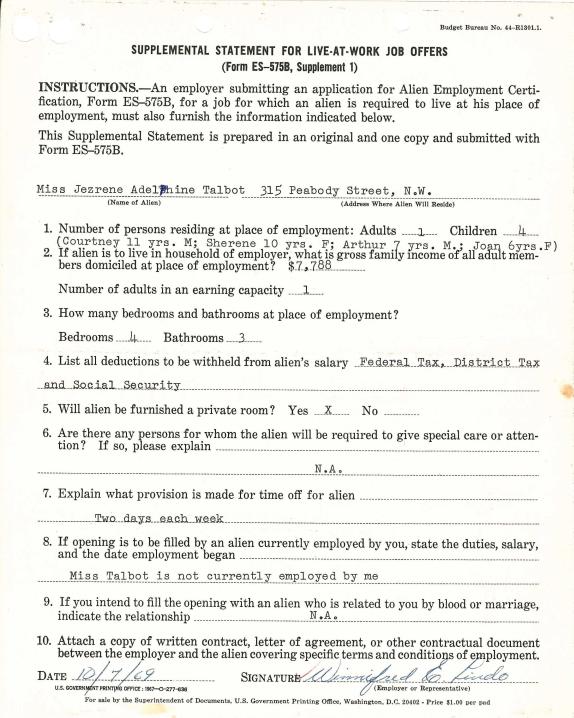 Budget Bureau No. 44-R1301.1.
SUPPLEMENTAL STATEMENT FOR LIVE-AT-WORK JOB OFFERS
(Form ES-575B, Supplement 1)
INSTRUCTIONS.—An employer submitting an application for Alien Employment Certi-
fication, Form ES-575B, for a job for which an alien is required to live at his place of
employment, must also furnish the information indicated below.
This Supplemental Statement is prepared in an original and one copy and submitted with
Form ES-575B.
Miss Jezrene Adelphine Talbot 315 Peabody Street, N.W.
(Name of Alien) (Address Where Alien Will Reside)
1. Number of persons residing at place of employment: Adults 1 Children 4
(Courtney 11 yrs. M; Sherene 10 yrs. F; Arthur 7 yrs. M.; Joan 6yrs.F)
2. If alien is to live in household of employer, what is gross family income of all adult mem-
bers domiciled at place of employment? $7,788
Number of adults in an earning capacity 1
3. How many bedrooms and bathrooms at place of employment?
Bedrooms 4 Bathrooms 3
4. List all deductions to be withheld from alien's salary Federal Tax, District Tax
and Social Security
5. Will alien be furnished a private room? Yes X No
6. Are there any persons for whom the alien will be required to give special care or atten-
tion? If so, please explain
N.A.
7. Explain what provision is made for time off for alien
Two days each week
8. If opening is to be filled by an alien currently employed by you, state the duties, salary,
and the date employment began
Miss Talbot is not currently employed by me
9. If you intend to fill the opening with an alien who is related to you by blood or marriage,
indicate the relationship N.A.
10. Attach a copy of written contract, letter of agreement, or other contractual document
between the employer and the alien covering specific terms and conditions of employment.
DATE 10/7/69 SIGNATURE Winnifred E. Lindo
U.S. GOVERNMENT PRINTING OFFICE : 1967—O-277-636 (Employer or Representative)
For sale by the Superintendent of Documents, U.S. Government Printing Office, Washington, D.C. 20402 - Price $1.00 per pad